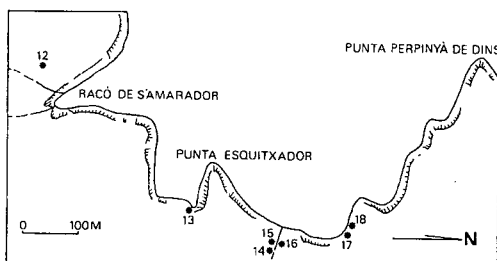 PUNTA PERPINYÀ DE DINS
12
RACÓ DE S'AMARADOR
PUNTA ESQUITXADOR
13
18
17
15
16
14
0 100M
N